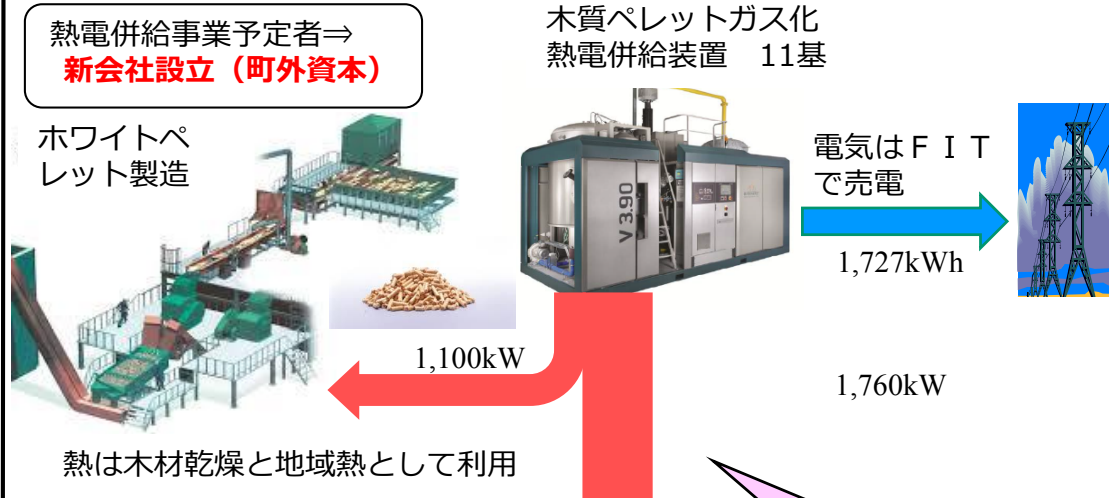 熱電併給事業予定者⇒
新会社設立（町外資本）
木質ペレットガス化
熱電併給装置　11基
ホワイトペ
レット製造
電気はＦＩＴ
で売電
V 3.90
1,727kWh
1,100kW
1,760kW
熱は木材乾燥と地域熱として利用